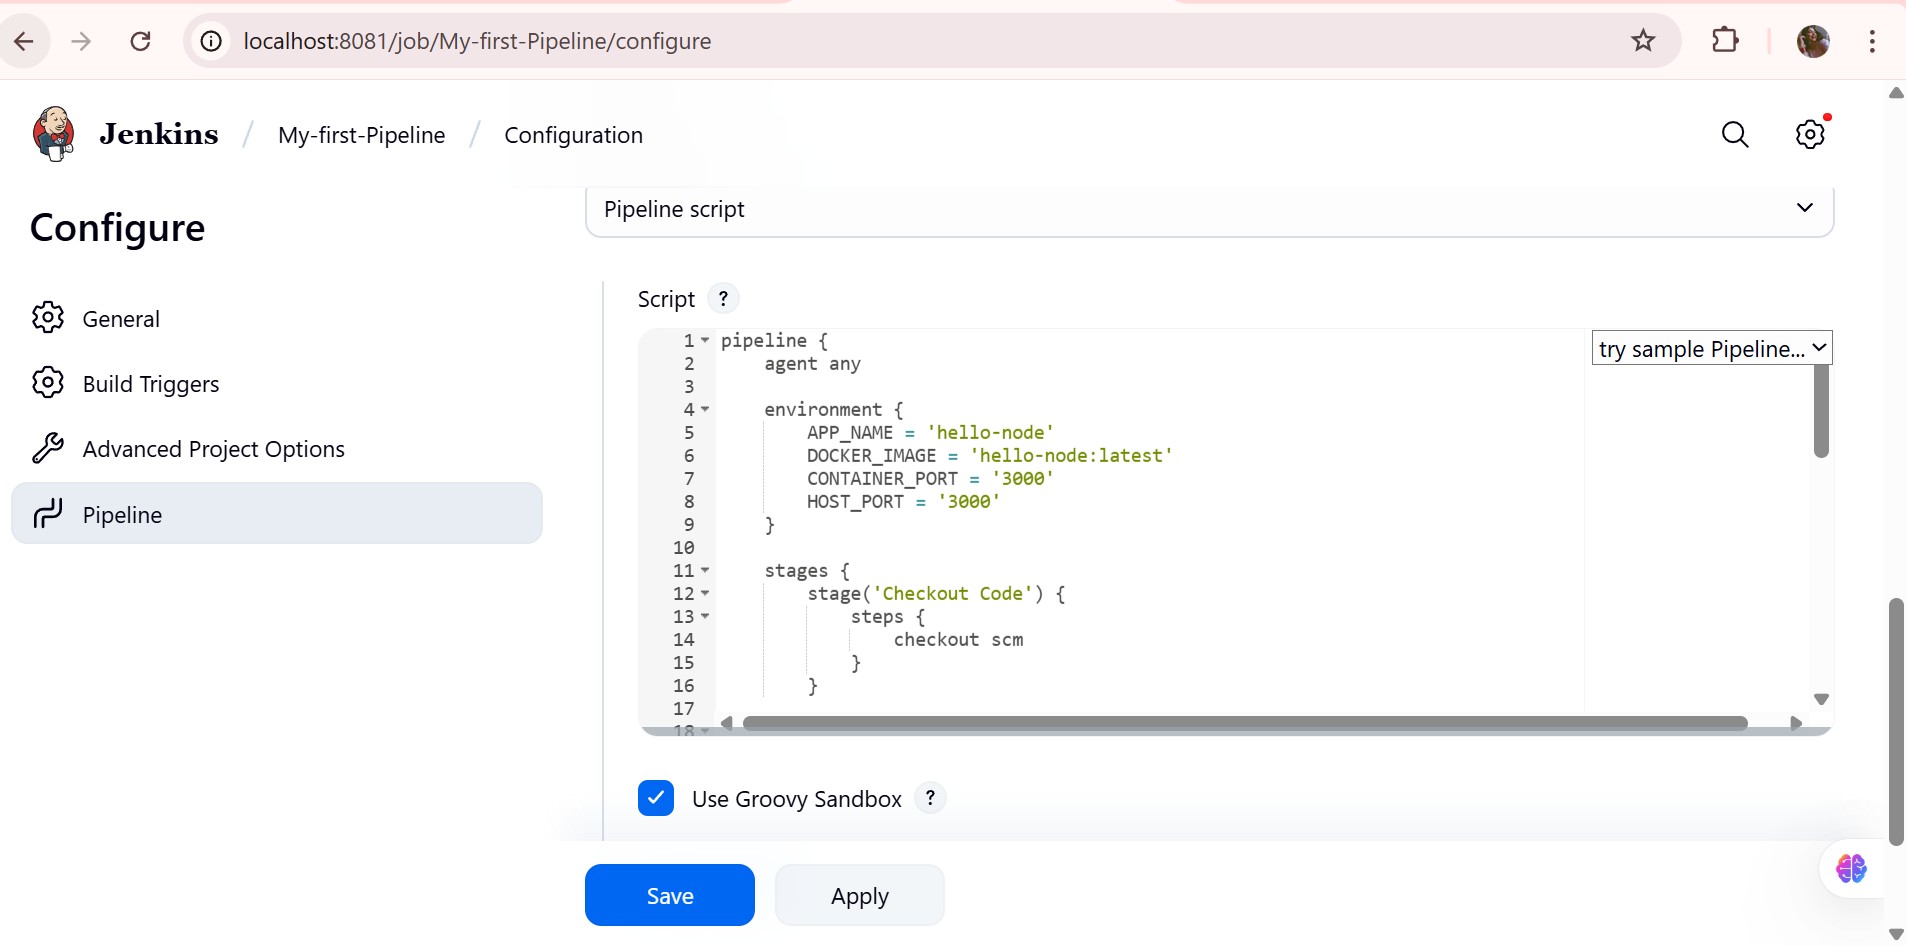 localhost:8081/job/My-first-Pipeline/configure
Jenkins / My-first-Pipeline / Configuration
Configure
General
Build Triggers
Advanced Project Options
Pipeline
Pipeline script
Script ?
try sample Pipeline...
1 pipeline {
2     agent any
3
4     environment {
5         APP_NAME = 'hello-node'
6         DOCKER_IMAGE = 'hello-node:latest'
7         CONTAINER_PORT = '3000'
8         HOST_PORT = '3000'
9     }
10
11     stages {
12         stage('Checkout Code') {
13             steps {
14                 checkout scm
15             }
16         }
17
18
Use Groovy Sandbox ?
Save
Apply